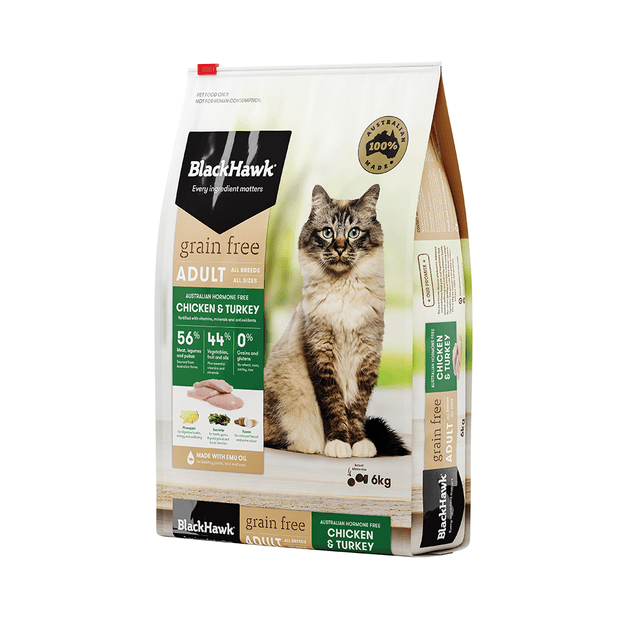 PET FOOD ONLY.
NOT FOR HUMAN CONSUMPTION.
AUSTRALIAN
100%
MADE
BlackHawk
Every ingredient matters
grain free
ADULT
ALL BREEDS
ALL SIZES
AUSTRALIAN HORMONE FREE
CHICKEN & TURKEY
fortified with vitamins, minerals and antioxidants
56%
Meat, legumes
and pulses
44%
Vegetables,
fruit and oils
0%
Grains and
glutens
MADE WITH EMU OIL
6kg
BlackHawk
grain free
ADULT
ALL BREEDS
AUSTRALIAN HORMONE FREE
CHICKEN
& TURKEY
OUR PROMISE
AUSTRALIAN HORMONE FREE
CHICKEN
& TURKEY
grain free
ADULT
6kg
BlackHawk